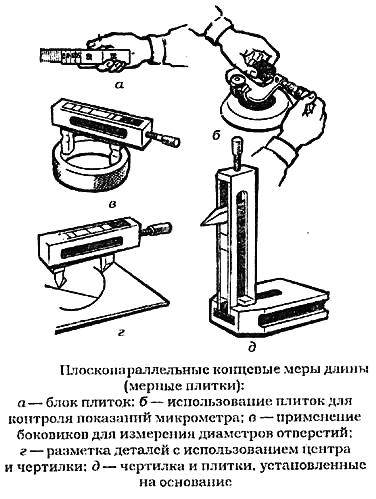 а
б
в
г
д
Плоскопараллельные концевые меры длины
(мерные плитки):
а — блок плиток; б — использование плиток для
контроля показаний микрометра; в — применение
боковиков для измерения диаметров отверстий;
г — разметка деталей с использованием центра
и чертилки; д — чертилка и плитки, установленные
на основание